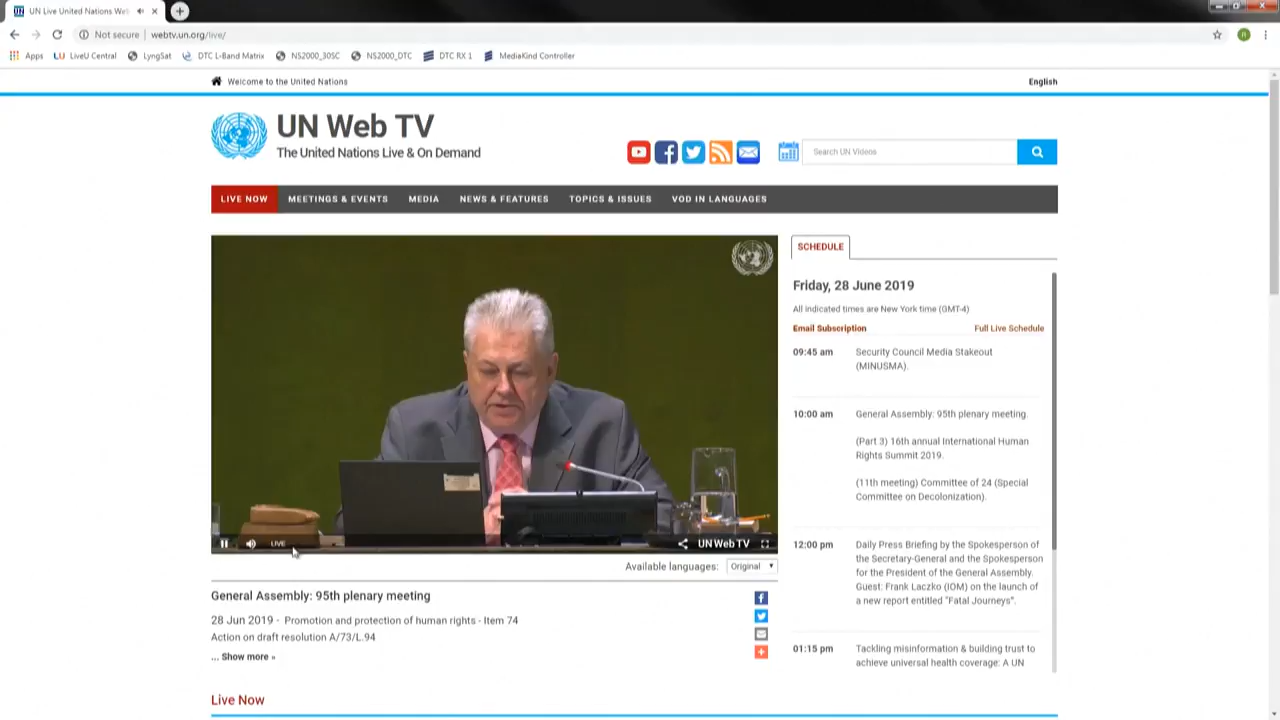 UN Live United Nations We
Not secure | webtv.un.org/live/
Apps LiveU Central LyngSat DTC L-Band Matrix NS2000_30SC NS2000_DTC DTC RX 1 MediaKind Controller
Welcome to the United Nations
English
UN Web TV
The United Nations Live & On Demand
Search UN Videos
LIVE NOW MEETINGS & EVENTS MEDIA NEWS & FEATURES TOPICS & ISSUES VOD IN LANGUAGES
LIVE
UN Web TV
Available languages: Original
General Assembly: 95th plenary meeting
28 Jun 2019 - Promotion and protection of human rights - Item 74
Action on draft resolution A/73/L.94
... Show more »
Live Now
SCHEDULE
Friday, 28 June 2019
All indicated times are New York time (GMT-4)
Email Subscription Full Live Schedule
09:45 am Security Council Media Stakeout
(MINUSMA).
10:00 am General Assembly: 95th plenary meeting.
(Part 3) 16th annual International Human
Rights Summit 2019.
(11th meeting) Committee of 24 (Special
Committee on Decolonization).
12:00 pm Daily Press Briefing by the Spokesperson of
the Secretary-General and the Spokesperson
for the President of the General Assembly.
Guest: Frank Laczko (IOM) on the launch of
a new report entitled "Fatal Journeys".
01:15 pm Tackling misinformation & building trust to
achieve universal health coverage: A UN